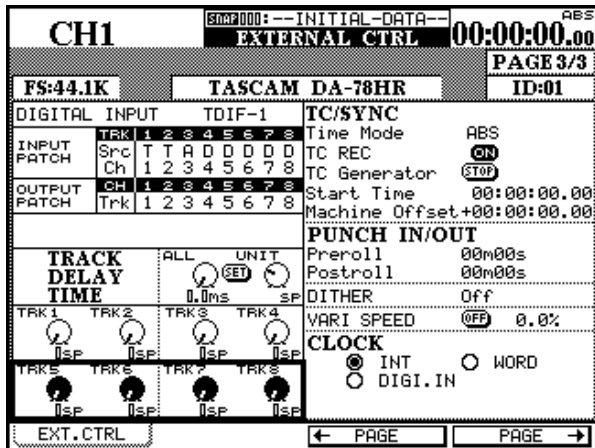 CH1
SNAP000:--INITIAL-DATA--
EXTERNAL CTRL
ABS
00:00:00.00
PAGE 3/3
FS:44.1K
TASCAM DA-78HR
ID:01
DIGITAL INPUT TDIF-1
INPUT PATCH
TRK 1 2 3 4 5 6 7 8
Src T T A D D D D D
Ch 1 2 3 4 5 6 7 8
OUTPUT PATCH
CH 1 2 3 4 5 6 7 8
Trk 1 2 3 4 5 6 7 8
TRACK DELAY TIME
ALL UNIT
SET
0.0ms SP
TRK1 TRK2 TRK3 TRK4
0SP 0SP 0SP 0SP
TRK5 TRK6 TRK7 TRK8
0SP 0SP 0SP 0SP
TC/SYNC
Time Mode ABS
TC REC ON
TC Generator STOP
Start Time 00:00:00.00
Machine Offset+00:00:00.00
PUNCH IN/OUT
Preroll 00m00s
Postroll 00m00s
DITHER Off
VARI SPEED OFF 0.0%
CLOCK
INT WORD
DIGI.IN
EXT.CTRL
← PAGE
PAGE →